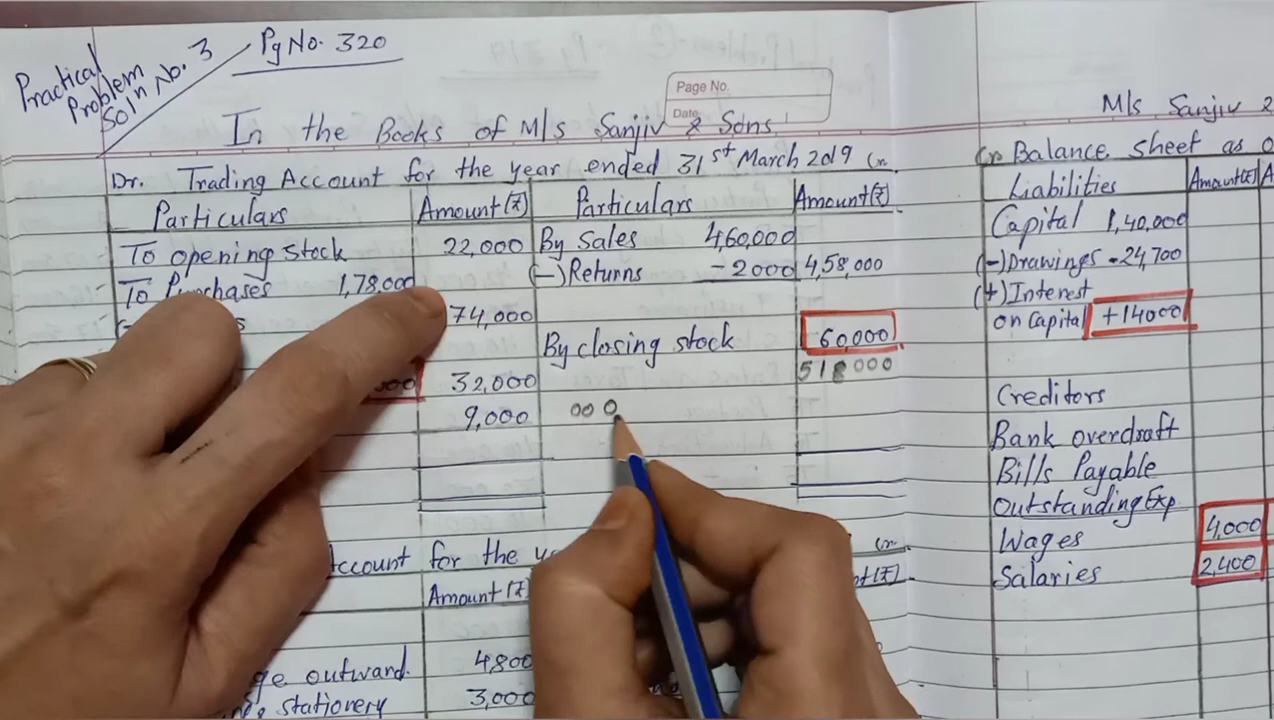 Practical Problem Soln No. 3
Pg No. 320
Page No.
Date
In the Books of M/s Sanjiv & Sons
Dr. Trading Account for the year ended 31st March 2019 Cr.
Particulars Amount(₹) Particulars Amount(₹)
To opening stock 22,000 By Sales 4,60,000
To Purchases 1,78,000 (-) Returns - 2000 4,58,000
74,000
By closing stock 60,000
32,000 518000
9,000 000
Account for the Cr.
Amount (₹)
outward. 4800
stationery 3,000
M/s Sanjiv &
Cr. Balance sheet as
Liabilities Amount(₹)
Capital 1,40,000
(-) Drawings - 24,700
(+) Interest
on Capital +14000
Creditors
Bank overdraft
Bills Payable
Outstanding Exp
Wages 4,000
Salaries 2,400